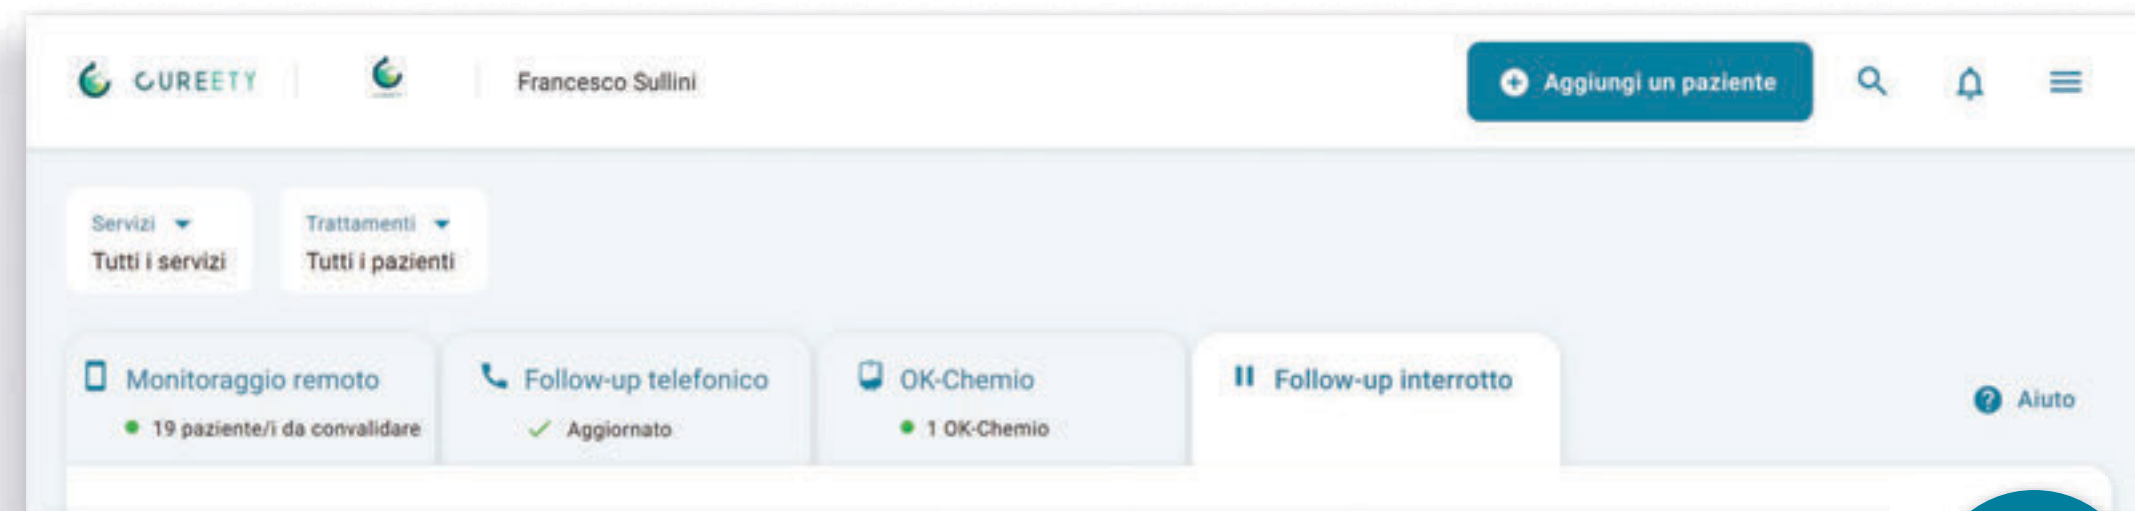 CUREETY
Francesco Sullini
Aggiungi un paziente
Servizi
Tutti i servizi
Trattamenti
Tutti i pazienti
Monitoraggio remoto
19 paziente/i da convalidare
Follow-up telefonico
Aggiornato
OK-Chemio
1 OK-Chemio
Follow-up interrotto
Aiuto